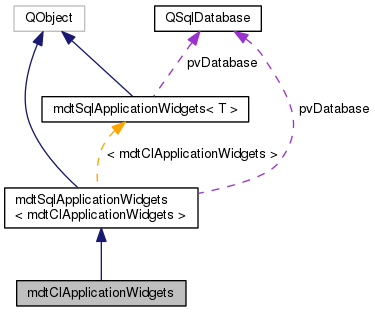 QObject
QSqlDatabase
pvDatabase
mdtSqlApplicationWidgets< T >
pvDatabase
< mdtClApplicationWidgets >
mdtSqlApplicationWidgets
< mdtClApplicationWidgets >
mdtClApplicationWidgets